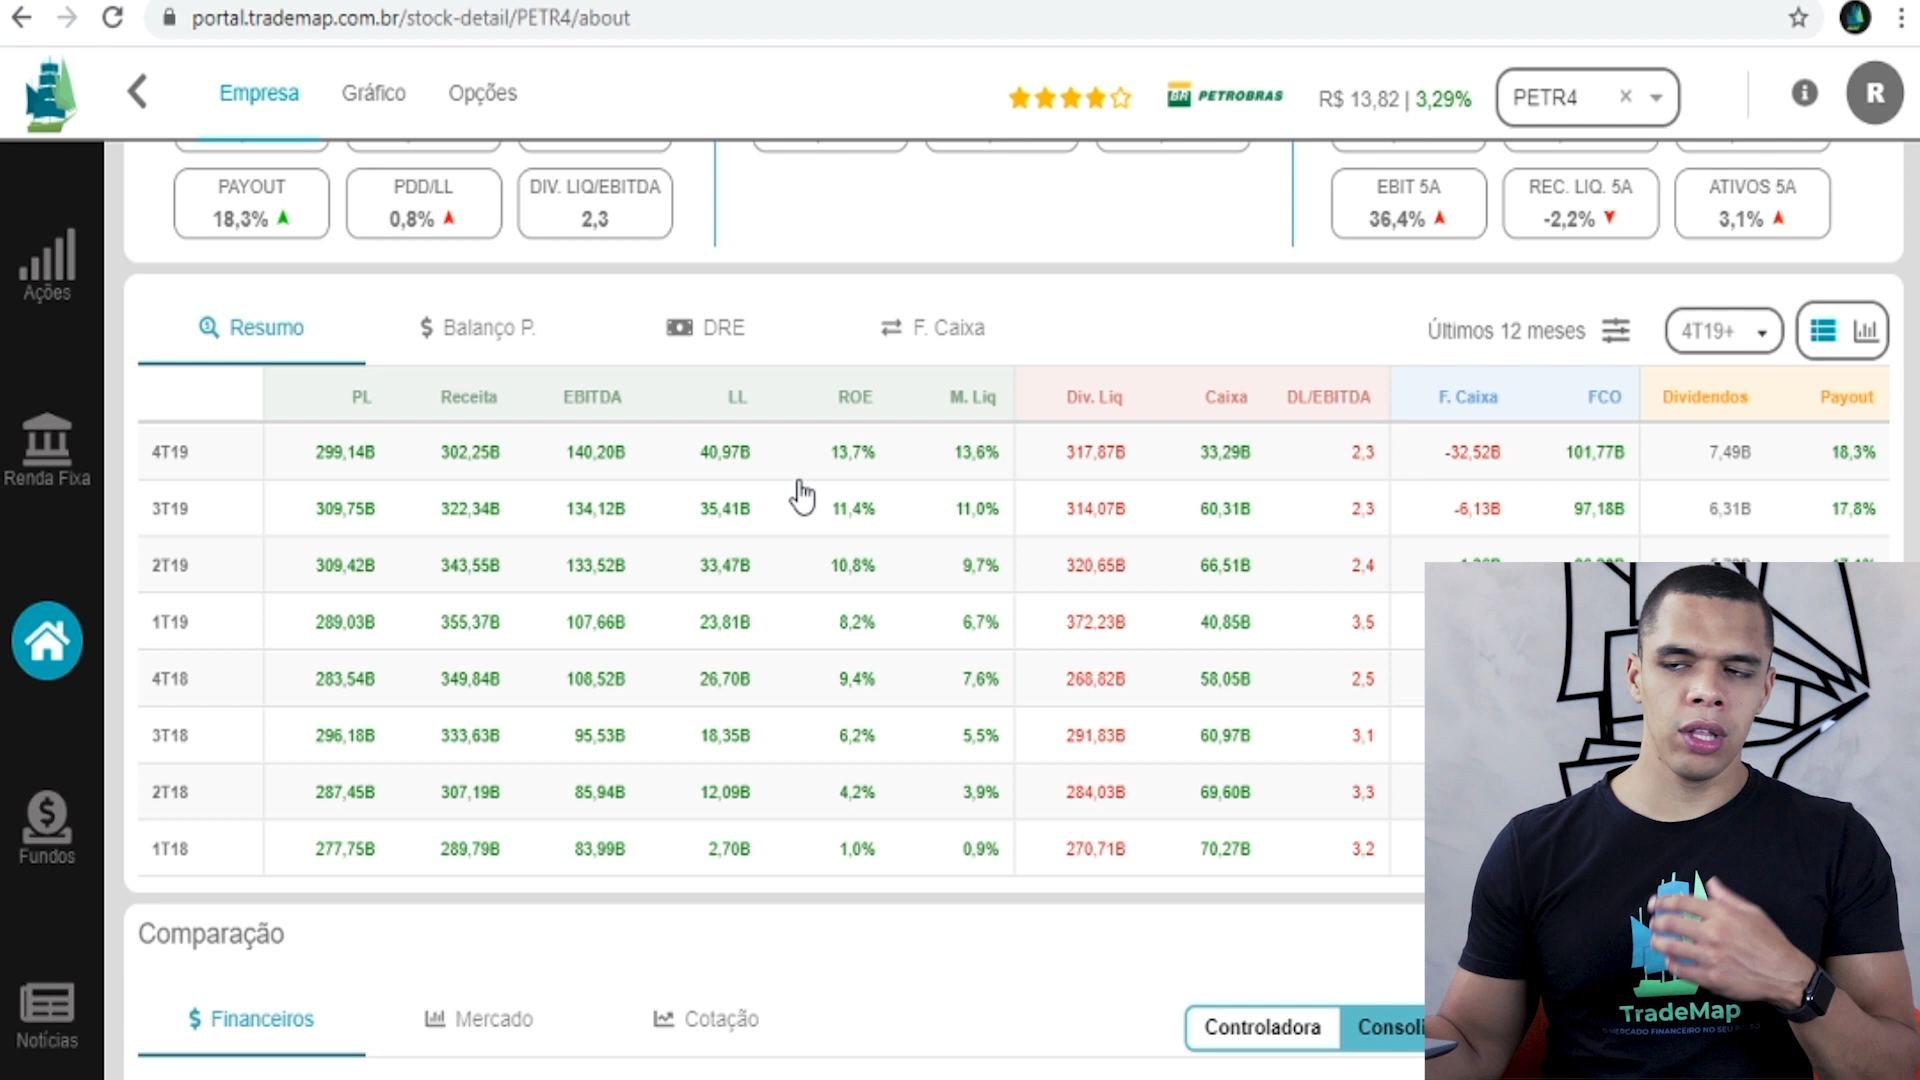 portal.trademap.com.br/stock-detail/PETR4/about
Empresa Gráfico Opções BR PETROBRAS R$ 13,82 | 3,29% PETR4 × R
PAYOUT PDD/LL DIV. LIQ/EBITDA EBIT 5A REC. LIQ. 5A ATIVOS 5A
18,3% 0,8% 2,3 36,4% -2,2% 3,1%
Ações
Renda Fixa
Fundos
Notícias
Resumo $ Balanço P. DRE F. Caixa Últimos 12 meses 4T19+
PL Receita EBITDA LL ROE M. Liq Div. Liq Caixa DL/EBITDA F. Caixa FCO Dividendos Payout
4T19 299,14B 302,25B 140,20B 40,97B 13,7% 13,6% 317,87B 33,29B 2,3 -32,52B 101,77B 7,49B 18,3%
3T19 309,75B 322,34B 134,12B 35,41B 11,4% 11,0% 314,07B 60,31B 2,3 -6,13B 97,18B 6,31B 17,8%
2T19 309,42B 343,55B 133,52B 33,47B 10,8% 9,7% 320,65B 66,51B 2,4
1T19 289,03B 355,37B 107,66B 23,81B 8,2% 6,7% 372,23B 40,85B 3,5
4T18 283,54B 349,84B 108,52B 26,70B 9,4% 7,6% 268,82B 58,05B 2,5
3T18 296,18B 333,63B 95,53B 18,35B 6,2% 5,5% 291,83B 60,97B 3,1
2T18 287,45B 307,19B 85,94B 12,09B 4,2% 3,9% 284,03B 69,60B 3,3
1T18 277,75B 289,79B 83,99B 2,70B 1,0% 0,9% 270,71B 70,27B 3,2
Comparação
$ Financeiros Mercado Cotação Controladora Consoli
TradeMap
MERCADO FINANCEIRO NO SEU